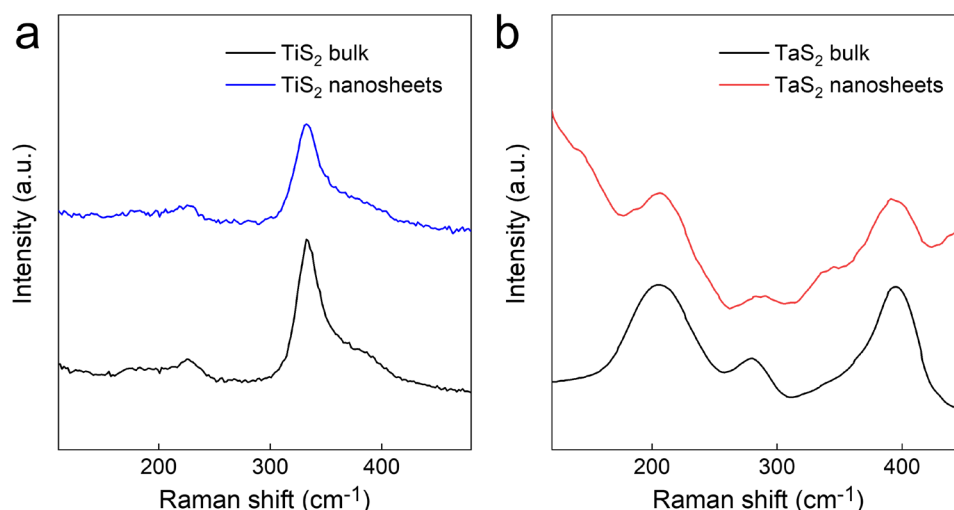 a
TiS₂ bulk
TiS₂ nanosheets
Intensity (a.u.)
200
300
400
Raman shift (cm⁻¹)
b
TaS₂ bulk
TaS₂ nanosheets
Intensity (a.u.)
200
300
400
Raman shift (cm⁻¹)